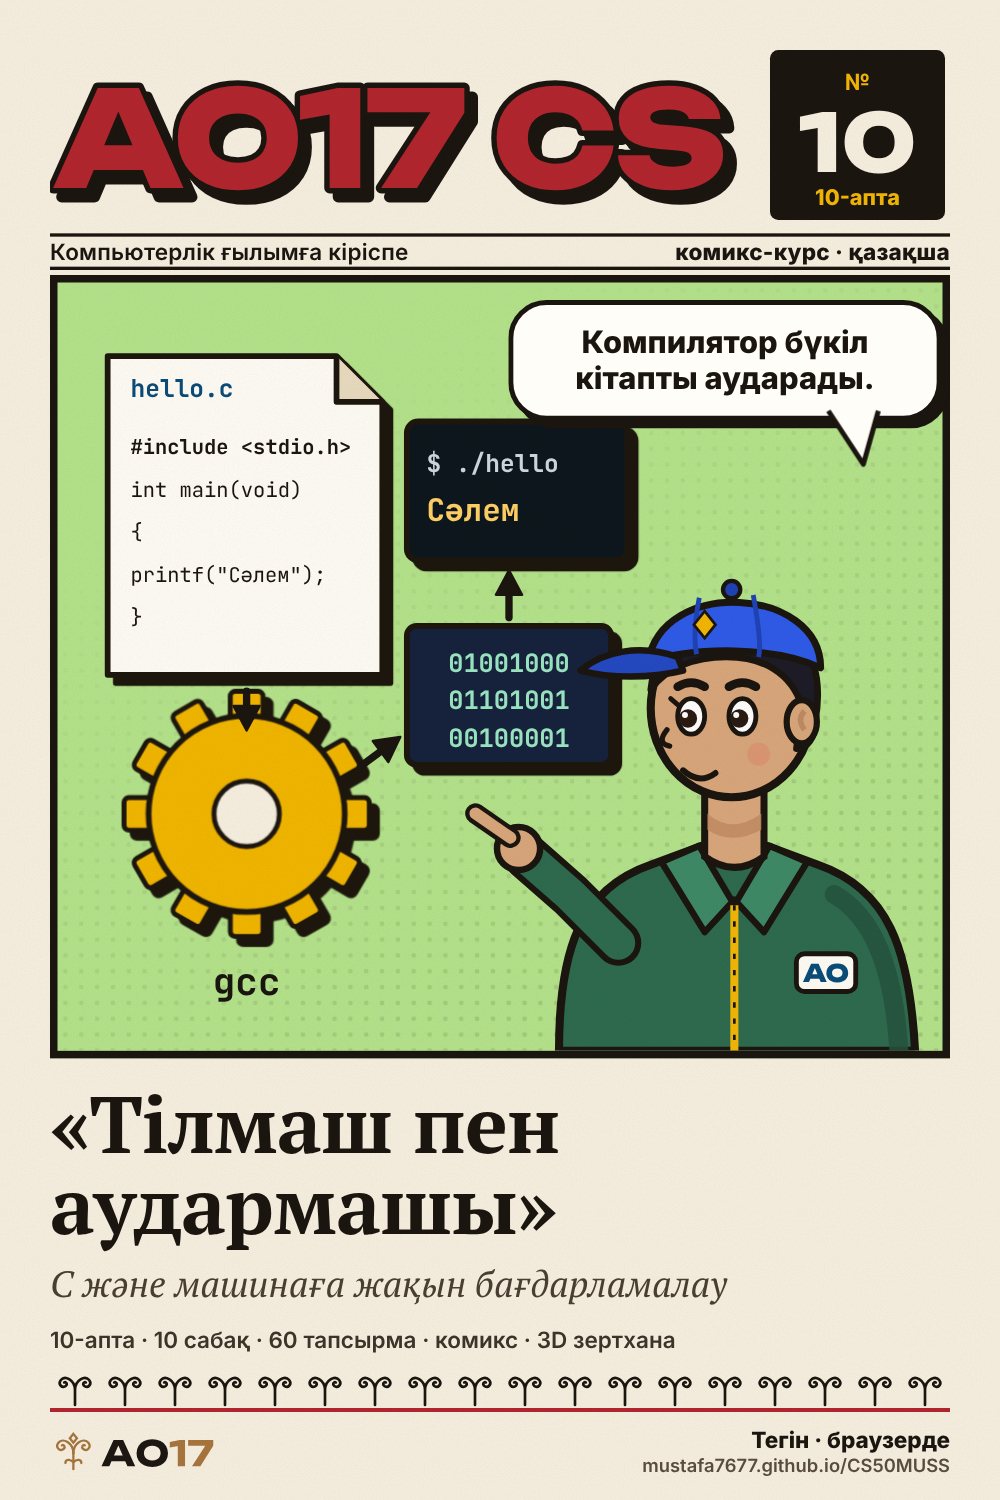 AO17 CS
№
10
10-апта
Компьютерлік ғылымға кіріспе
комикс-курс · қазақша
Компилятор бүкіл
кітапты аударады.
hello.c
#include <stdio.h>
int main(void)
{
printf("Сәлем");
}
$ ./hello
Сәлем
01001000
01101001
00100001
gcc
AO
«Тілмаш пен
аудармашы»
C және машинаға жақын бағдарламалау
10-апта · 10 сабақ · 60 тапсырма · комикс · 3D зертхана
AO17
Тегін · браузерде
mustafa7677.github.io/CS50MUSS